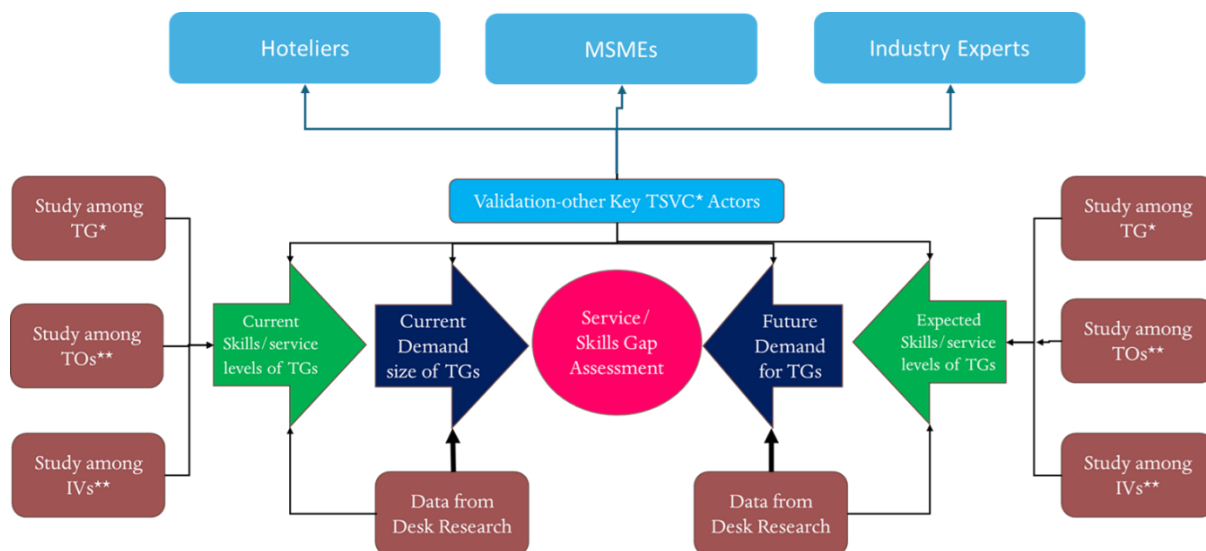 Hoteliers
MSMEs
Industry Experts
Validation-other Key TSVC* Actors
Study among
TG*
Study among
TOs**
Study among
IVs**
Current
Skills/service
levels of TGs
Current
Demand
size of TGs
Service/
Skills Gap
Assessment
Future
Demand
for TGs
Expected
Skills/service
levels of TGs
Study among
TG*
Study among
TOs**
Study among
IVs**
Data from
Desk Research
Data from
Desk Research